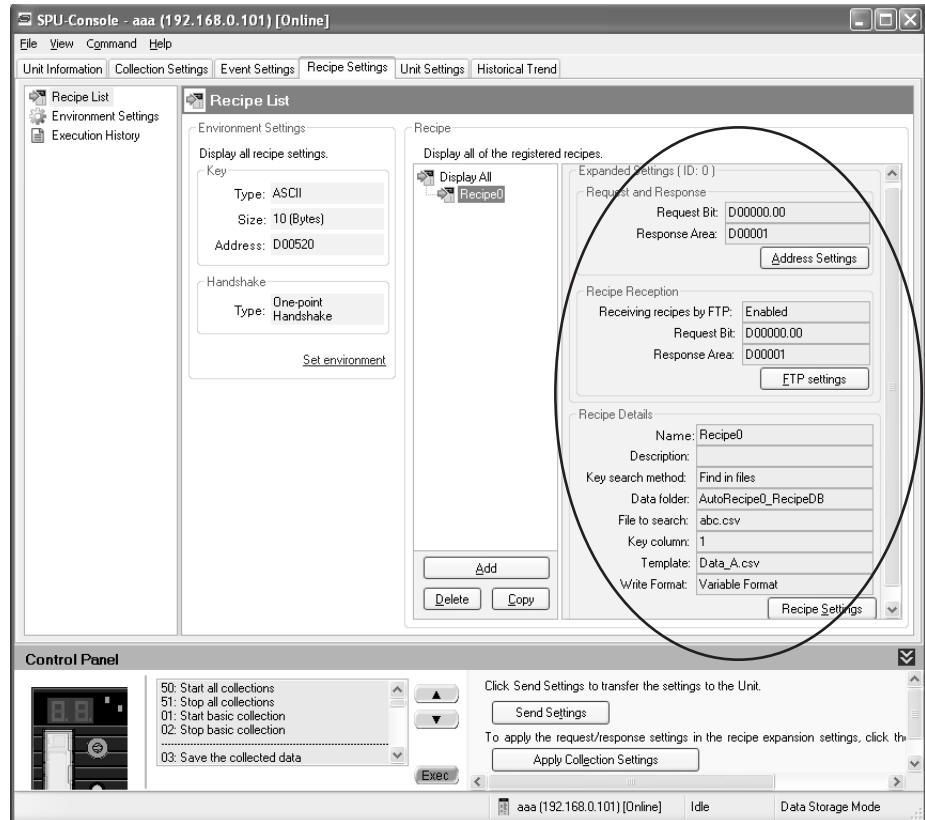 SPU-Console - aaa (192.168.0.101) [Online]
File View Command Help
Unit Information Collection Settings Event Settings Recipe Settings Unit Settings Historical Trend
Recipe List
Environment Settings
Execution History
Recipe List
Environment Settings
Display all recipe settings.
Key
Type: ASCII
Size: 10 (Bytes)
Address: D00520
Handshake
Type: One-point
Handshake
Set environment
Recipe
Display all of the registered recipes.
Display All
Recipe0
Add
Delete Copy
Expanded Settings ( ID: 0 )
Request and Response
Request Bit: D00000.00
Response Area: D00001
Address Settings
Recipe Reception
Receiving recipes by FTP: Enabled
Request Bit: D00000.00
Response Area: D00001
FTP settings
Recipe Details
Name: Recipe0
Description:
Key search method: Find in files
Data folder: AutoRecipe0_RecipeDB
File to search: abc.csv
Key column: 1
Template: Data_A.csv
Write Format: Variable Format
Recipe Settings
Control Panel
8.8.
50: Start all collections
51: Stop all collections
01: Start basic collection
02: Stop basic collection
03: Save the collected data
Exec
Click Send Settings to transfer the settings to the Unit.
Send Settings
To apply the request/response settings in the recipe expansion settings, click
Apply Collection Settings
aaa (192.168.0.101) [Online] Idle Data Storage Mode